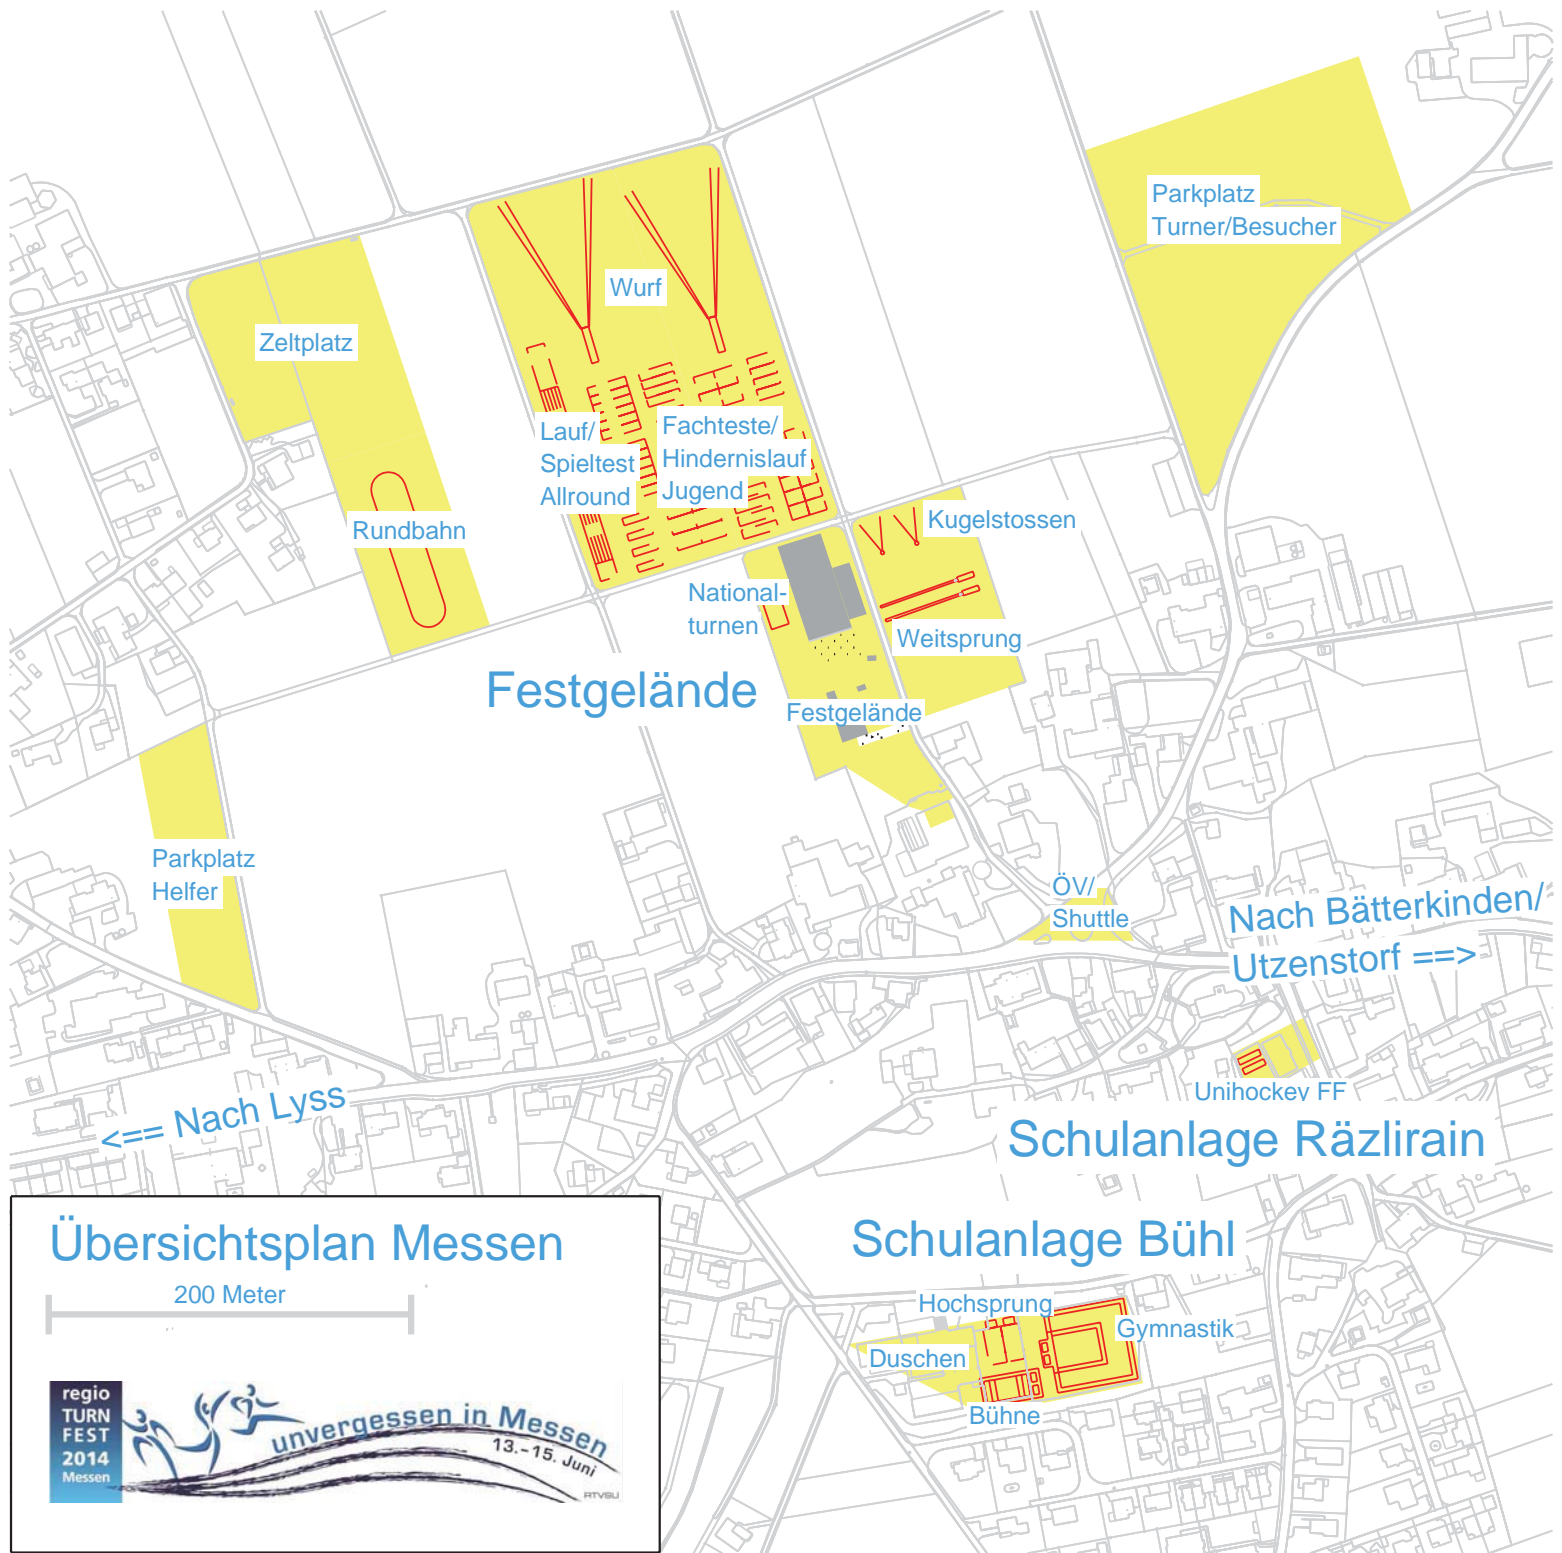 Parkplatz
Turner/Besucher
Wurf
Zeltplatz
Lauf/
Spieltest
Allround
Fachteste/
Hindernislauf
Jugend
Rundbahn
Kugelstossen
National-
turnen
Weitsprung
Festgelände
Festgelände
Parkplatz
Helfer
ÖV/
Shuttle
Nach Bätterkinden/
Utzenstorf ==>
<== Nach Lyss
Unihockey FF
Schulanlage Räzlirain
Schulanlage Bühl
Hochsprung
Gymnastik
Duschen
Bühne
Übersichtsplan Messen
200 Meter
regio
TURN
FEST
2014
Messen
unvergessen in Messen
13.-15. Juni
RTVSU